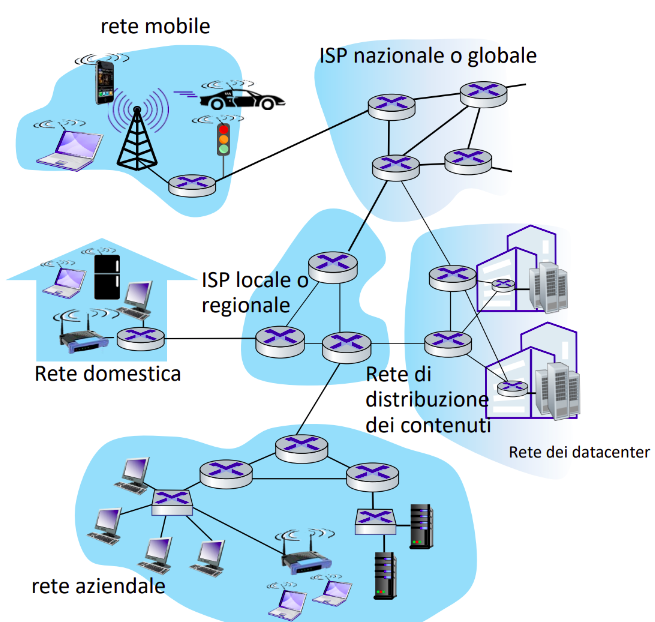 rete mobile
ISP nazionale o globale
ISP locale o
regionale
Rete domestica
Rete di
distribuzione
dei contenuti
Rete dei datacenter
rete aziendale